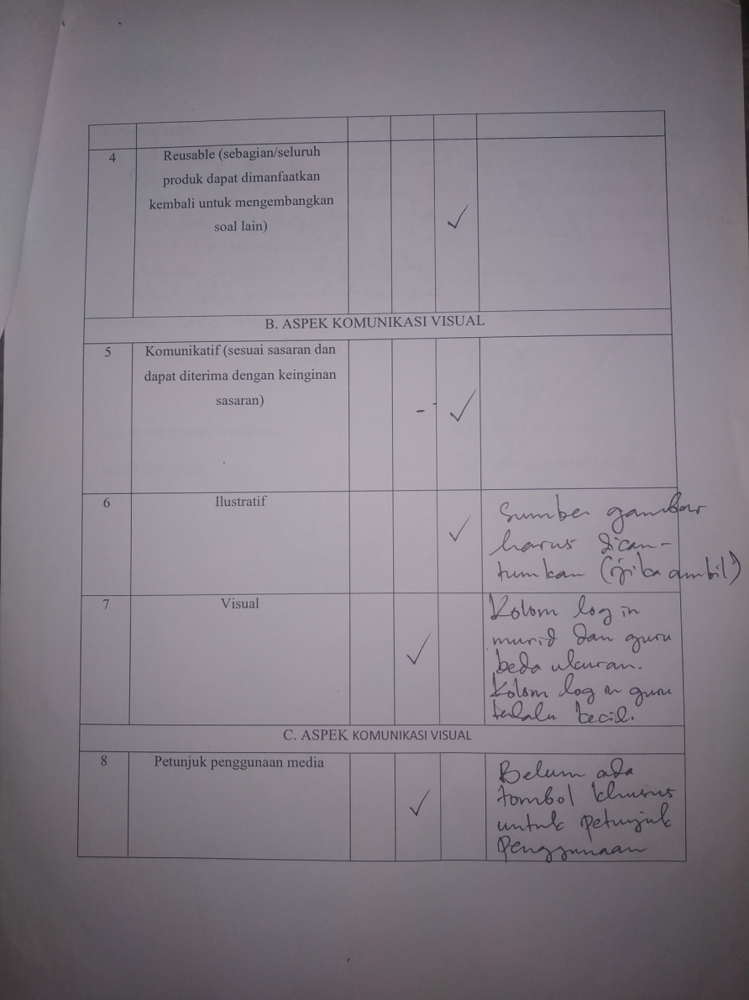 4
Reusable (sebagian/seluruh
produk dapat dimanfaatkan
kembali untuk mengembangkan
soal lain)
✓
B. ASPEK KOMUNIKASI VISUAL
5
Komunikatif (sesuai sasaran dan
dapat diterima dengan keinginan
sasaran)
- ✓
6
Ilustratif
✓
Sumber gambar
harus dican-
tumkan (jika ambil)
7
Visual
✓
Kolom log in
murid dan guru
beda ukuran.
Kolom log in guru
terlalu kecil.
C. ASPEK KOMUNIKASI VISUAL
8
Petunjuk penggunaan media
✓
Belum ada
tombol khusus
untuk petunjuk
penggunaan